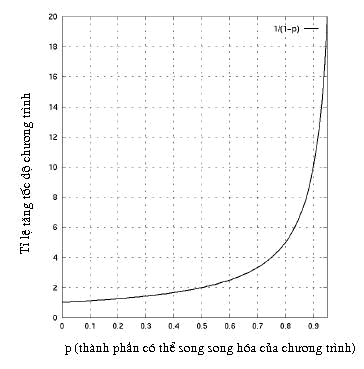 20
18
16
14
12
10
8
6
4
2
0
1/(1-p)
Tỉ lệ tăng tốc độ chương trình
0 0.1 0.2 0.3 0.4 0.5 0.6 0.7 0.8 0.9
p (thành phần có thể song song hóa của chương trình)